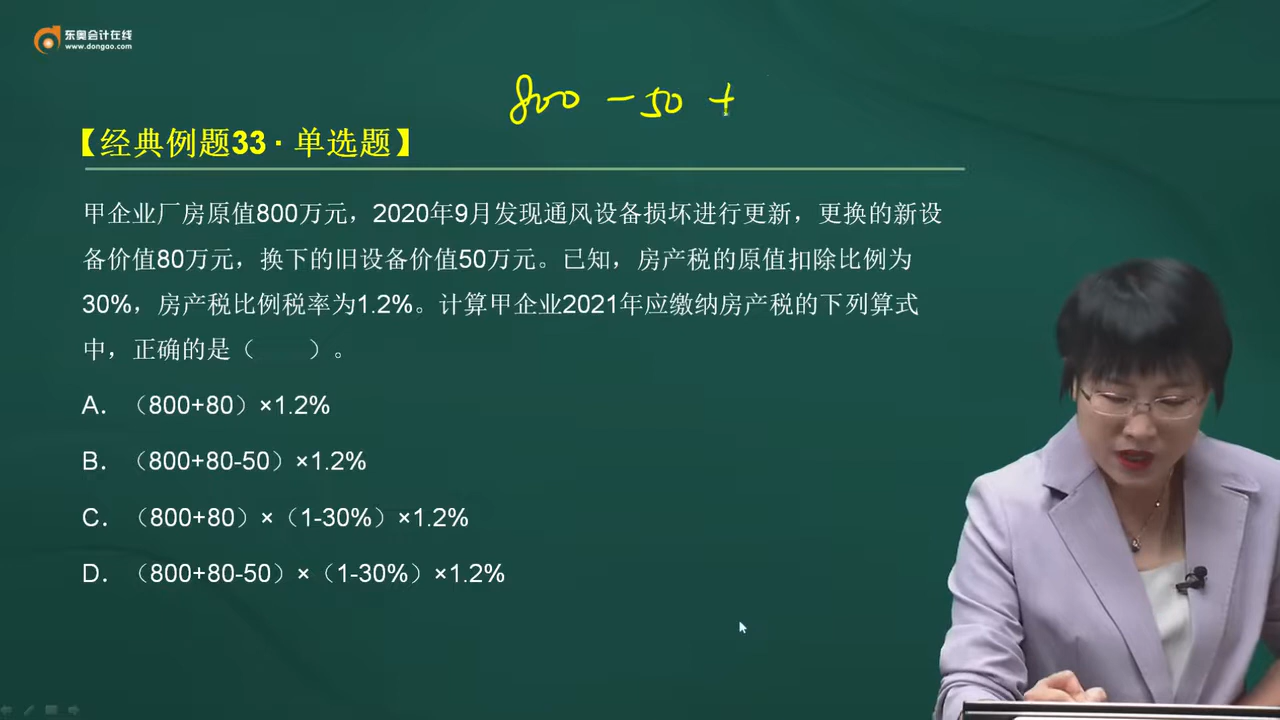 东奥会计在线
www.dongao.com
800 - 50 +
【经典例题33 · 单选题】
甲企业厂房原值800万元，2020年9月发现通风设备损坏进行更新，更换的新设
备价值80万元，换下的旧设备价值50万元。已知，房产税的原值扣除比例为
30%，房产税比例税率为1.2%。计算甲企业2021年应缴纳房产税的下列算式
中，正确的是（　　）。
A. （800+80）×1.2%
B. （800+80-50）×1.2%
C. （800+80）×（1-30%）×1.2%
D. （800+80-50）×（1-30%）×1.2%